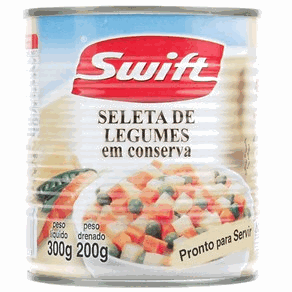 Swift
SELETA DE
LEGUMES
em conserva
peso peso
líquido drenado
300g 200g
Pronto para Servir